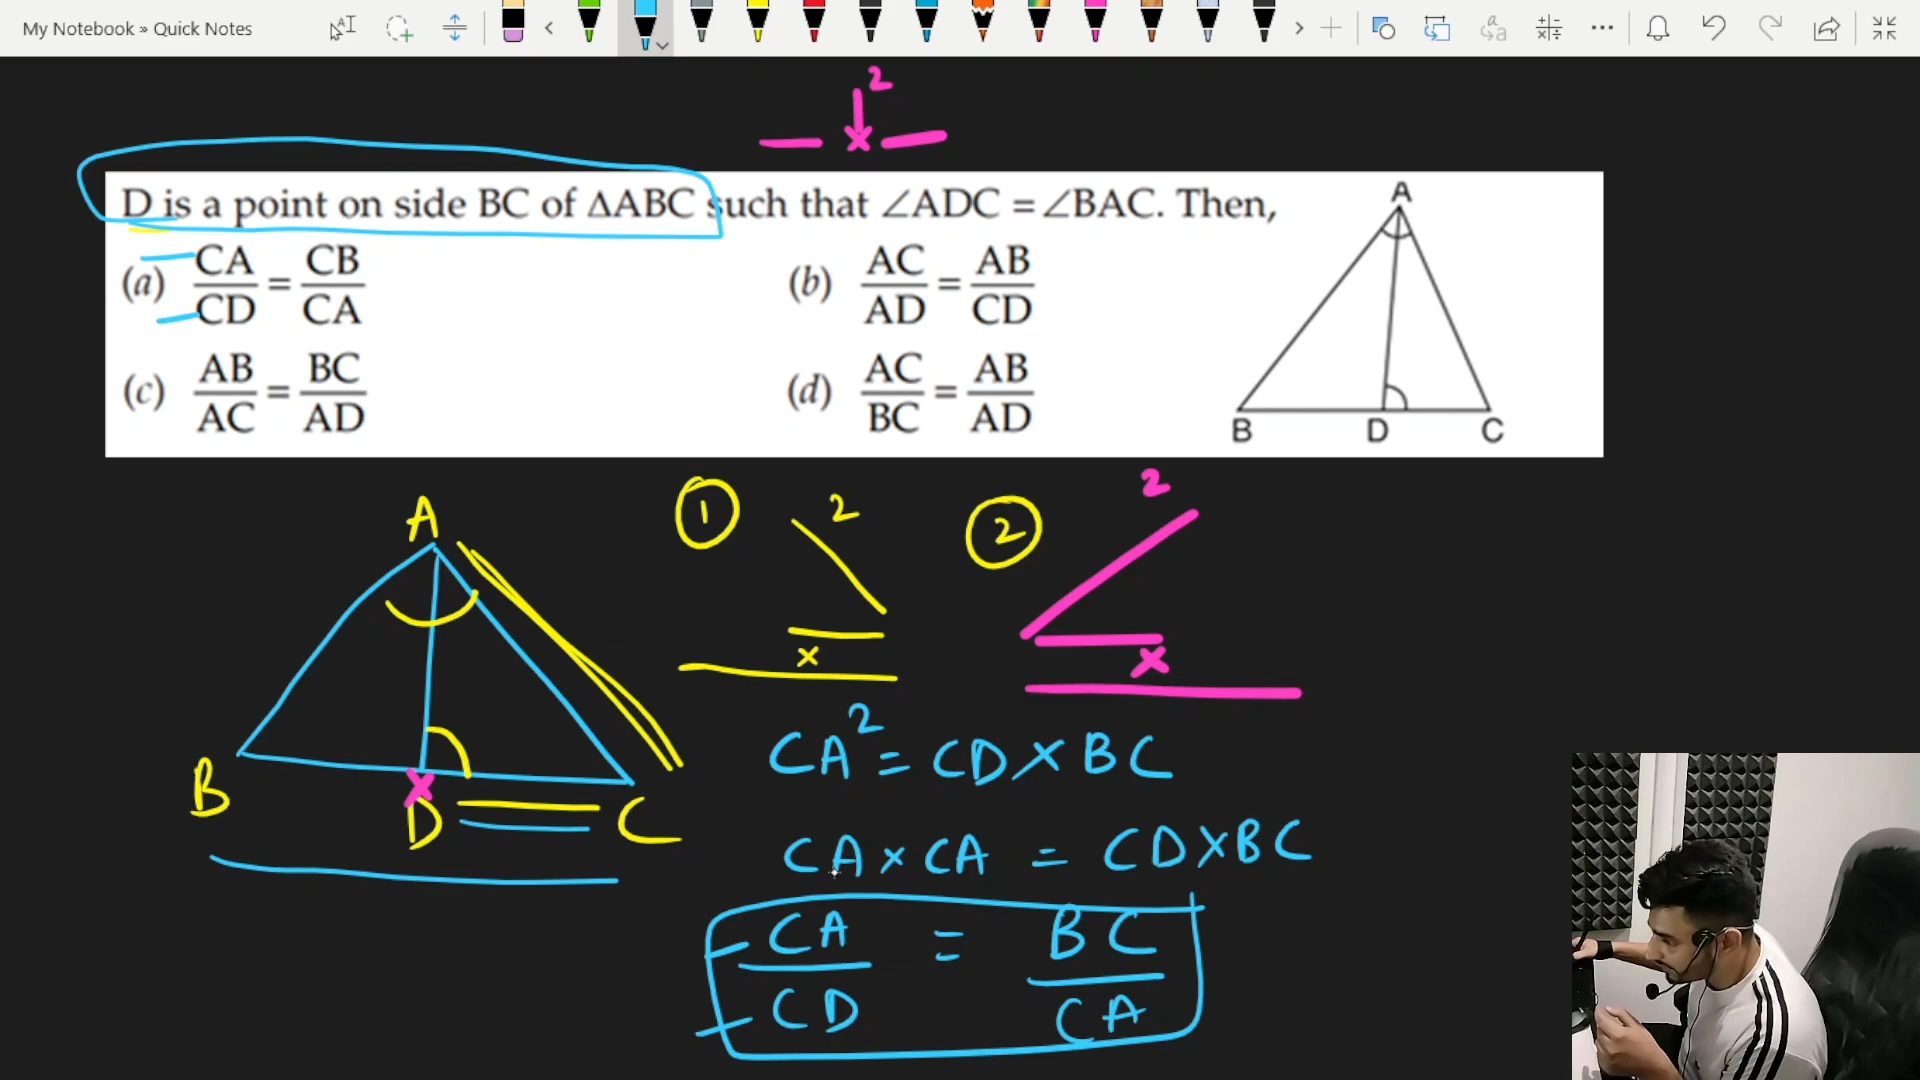 My Notebook » Quick Notes
2
x
D is a point on side BC of ΔABC such that ∠ADC = ∠BAC. Then,
(a) CA/CD = CB/CA
(b) AC/AD = AB/CD
(c) AB/AC = BC/AD
(d) AC/BC = AB/AD
A
B D C
A
B
x
D
C
1
2
x
2
2
x
CA² = CD × BC
CA × CA = CD × BC
CA/CD = BC/CA